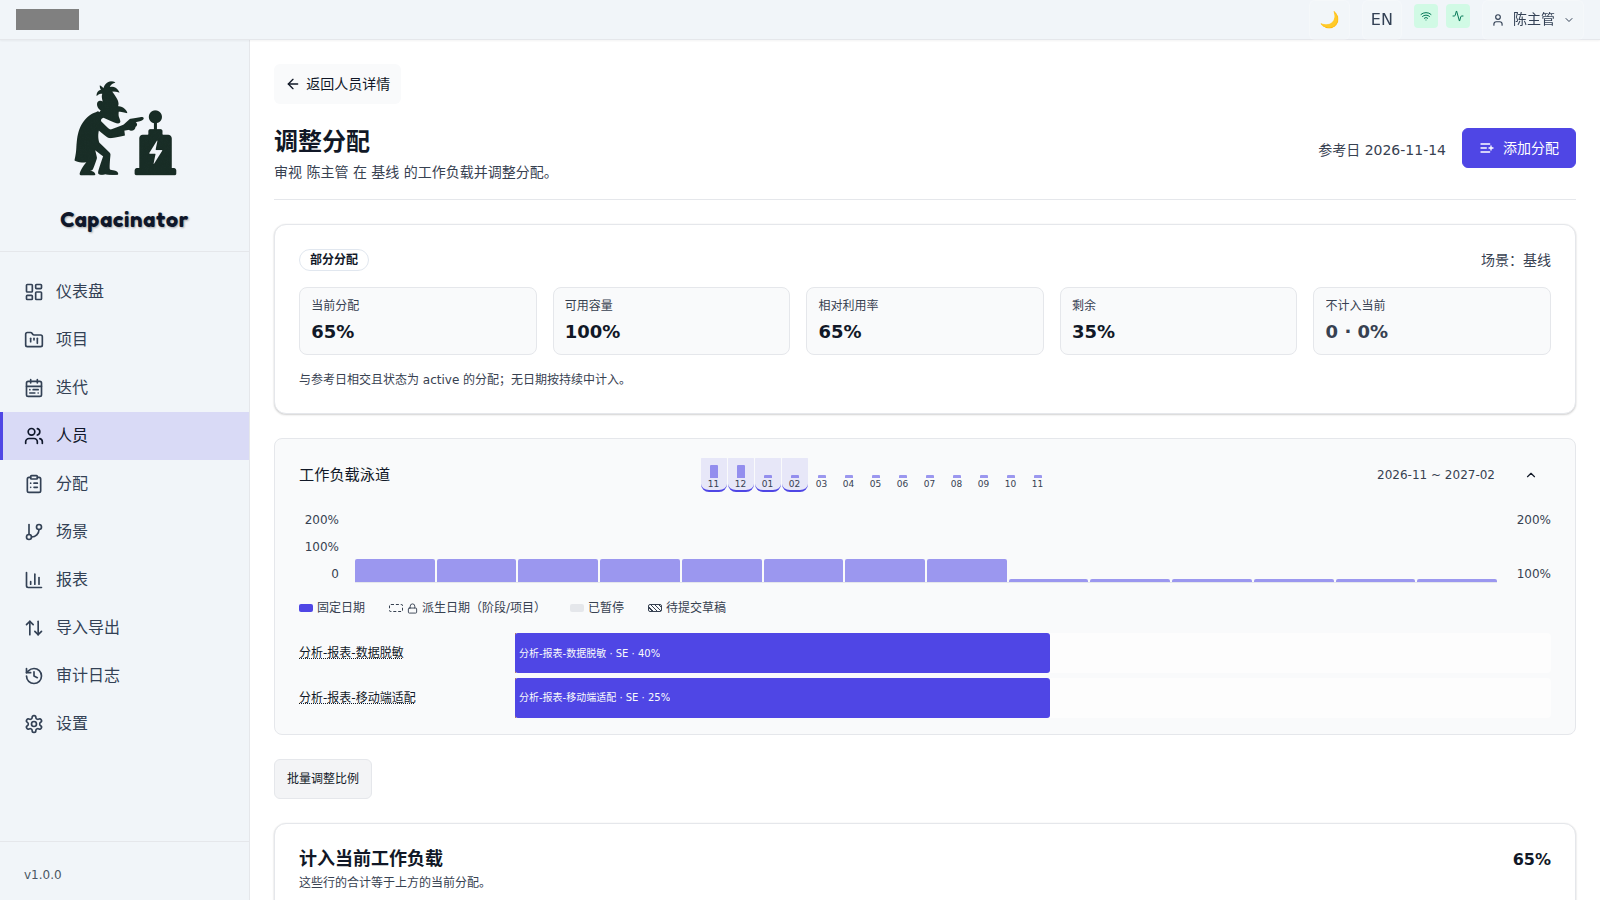 EN
陈主管
Capacinator
仪表盘
项目
迭代
人员
分配
场景
报表
导入导出
审计日志
设置
v1.0.0
返回人员详情
调整分配
审视 陈主管 在 基线 的工作负载并调整分配。
参考日 2026-11-14
添加分配
部分分配
场景：基线
当前分配
65%
可用容量
100%
相对利用率
65%
剩余
35%
不计入当前
0 · 0%
与参考日相交且状态为 active 的分配；无日期按持续中计入。
工作负载泳道
11 12 01 02 03 04 05 06 07 08 09 10 11
2026-11 ~ 2027-02
200%
100%
0
200%
100%
固定日期
派生日期（阶段/项目）
已暂停
待提交草稿
分析-报表-数据脱敏
分析-报表-数据脱敏 · SE · 40%
分析-报表-移动端适配
分析-报表-移动端适配 · SE · 25%
批量调整比例
计入当前工作负载
65%
这些行的合计等于上方的当前分配。